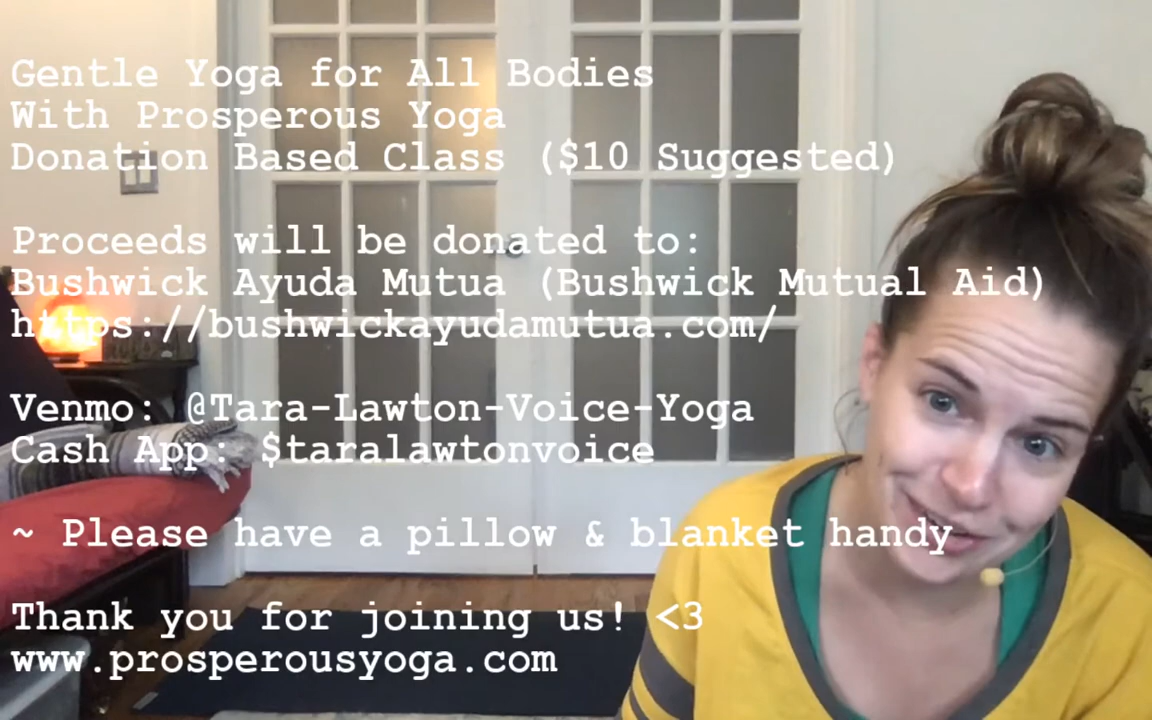 Gentle Yoga for All Bodies
With Prosperous Yoga
Donation Based Class ($10 Suggested)
Proceeds will be donated to:
Bushwick Ayuda Mutua (Bushwick Mutual Aid)
https://bushwickayudamutua.com/
Venmo: @Tara-Lawton-Voice-Yoga
Cash App: $taralawtonvoice
~ Please have a pillow & blanket handy
Thank you for joining us! <3
www.prosperousyoga.com